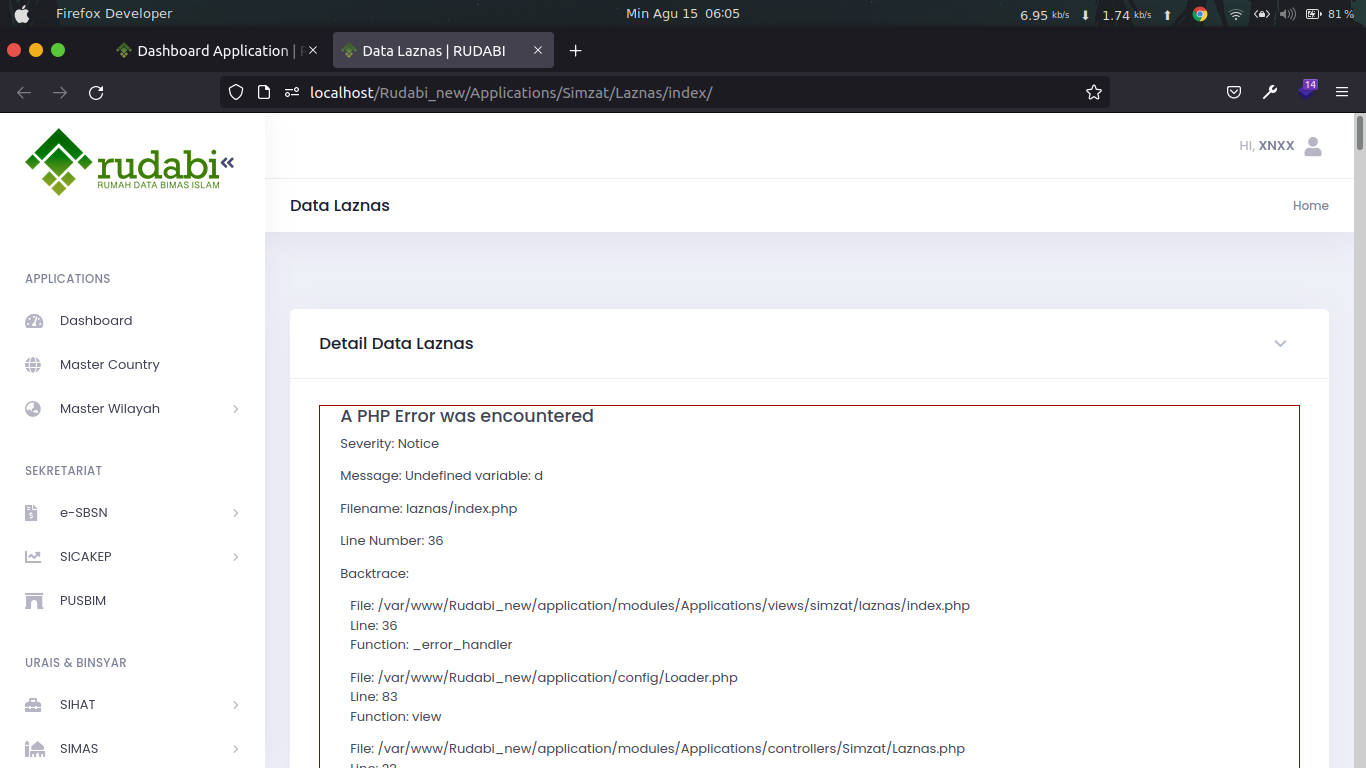 Firefox Developer
Min Agu 15 06:05
6.95 kb/s 1.74 kb/s 81 %
Dashboard Application |
Data Laznas | RUDABI
localhost/Rudabi_new/Applications/Simzat/Laznas/index/
14
rudabi
RUMAH DATA BIMAS ISLAM
HI, XNXX
Data Laznas
Home
APPLICATIONS
Dashboard
Master Country
Master Wilayah
SEKRETARIAT
e-SBSN
SICAKEP
PUSBIM
URAIS & BINSYAR
SIHAT
SIMAS
Detail Data Laznas
A PHP Error was encountered
Severity: Notice
Message: Undefined variable: d
Filename: laznas/index.php
Line Number: 36
Backtrace:
File: /var/www/Rudabi_new/application/modules/Applications/views/simzat/laznas/index.php
Line: 36
Function: _error_handler
File: /var/www/Rudabi_new/application/config/Loader.php
Line: 83
Function: view
File: /var/www/Rudabi_new/application/modules/Applications/controllers/Simzat/Laznas.php